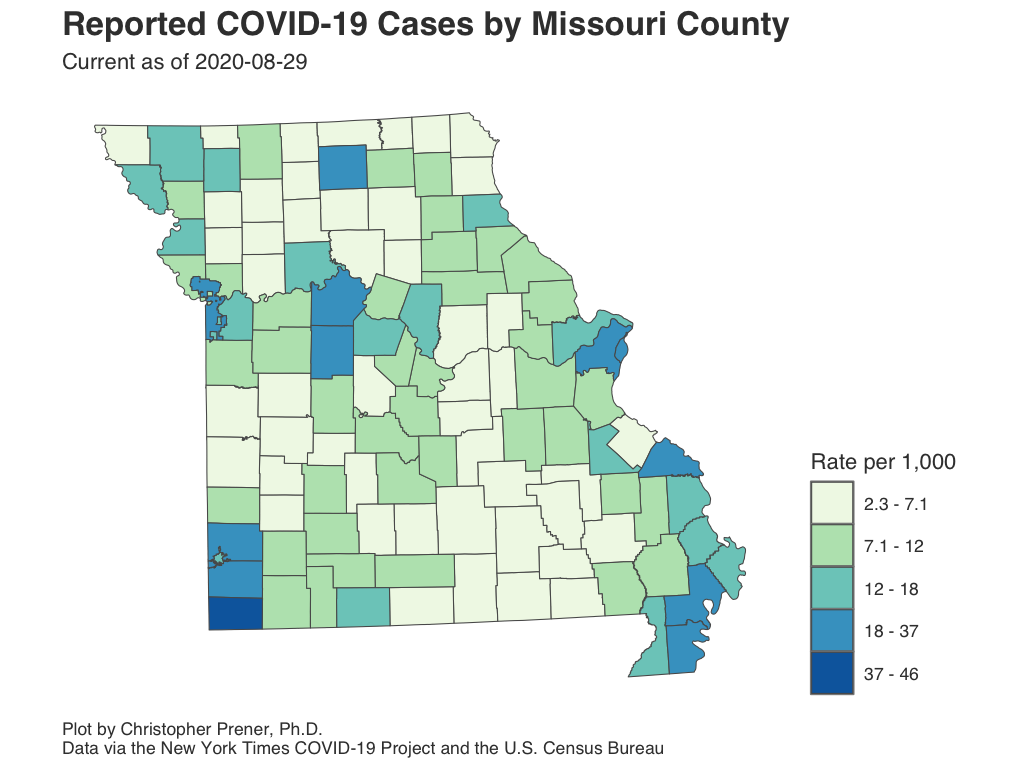 Reported COVID-19 Cases by Missouri County
Current as of 2020-08-29
Rate per 1,000
2.3 - 7.1
7.1 - 12
12 - 18
18 - 37
37 - 46
Plot by Christopher Prener, Ph.D.
Data via the New York Times COVID-19 Project and the U.S. Census Bureau